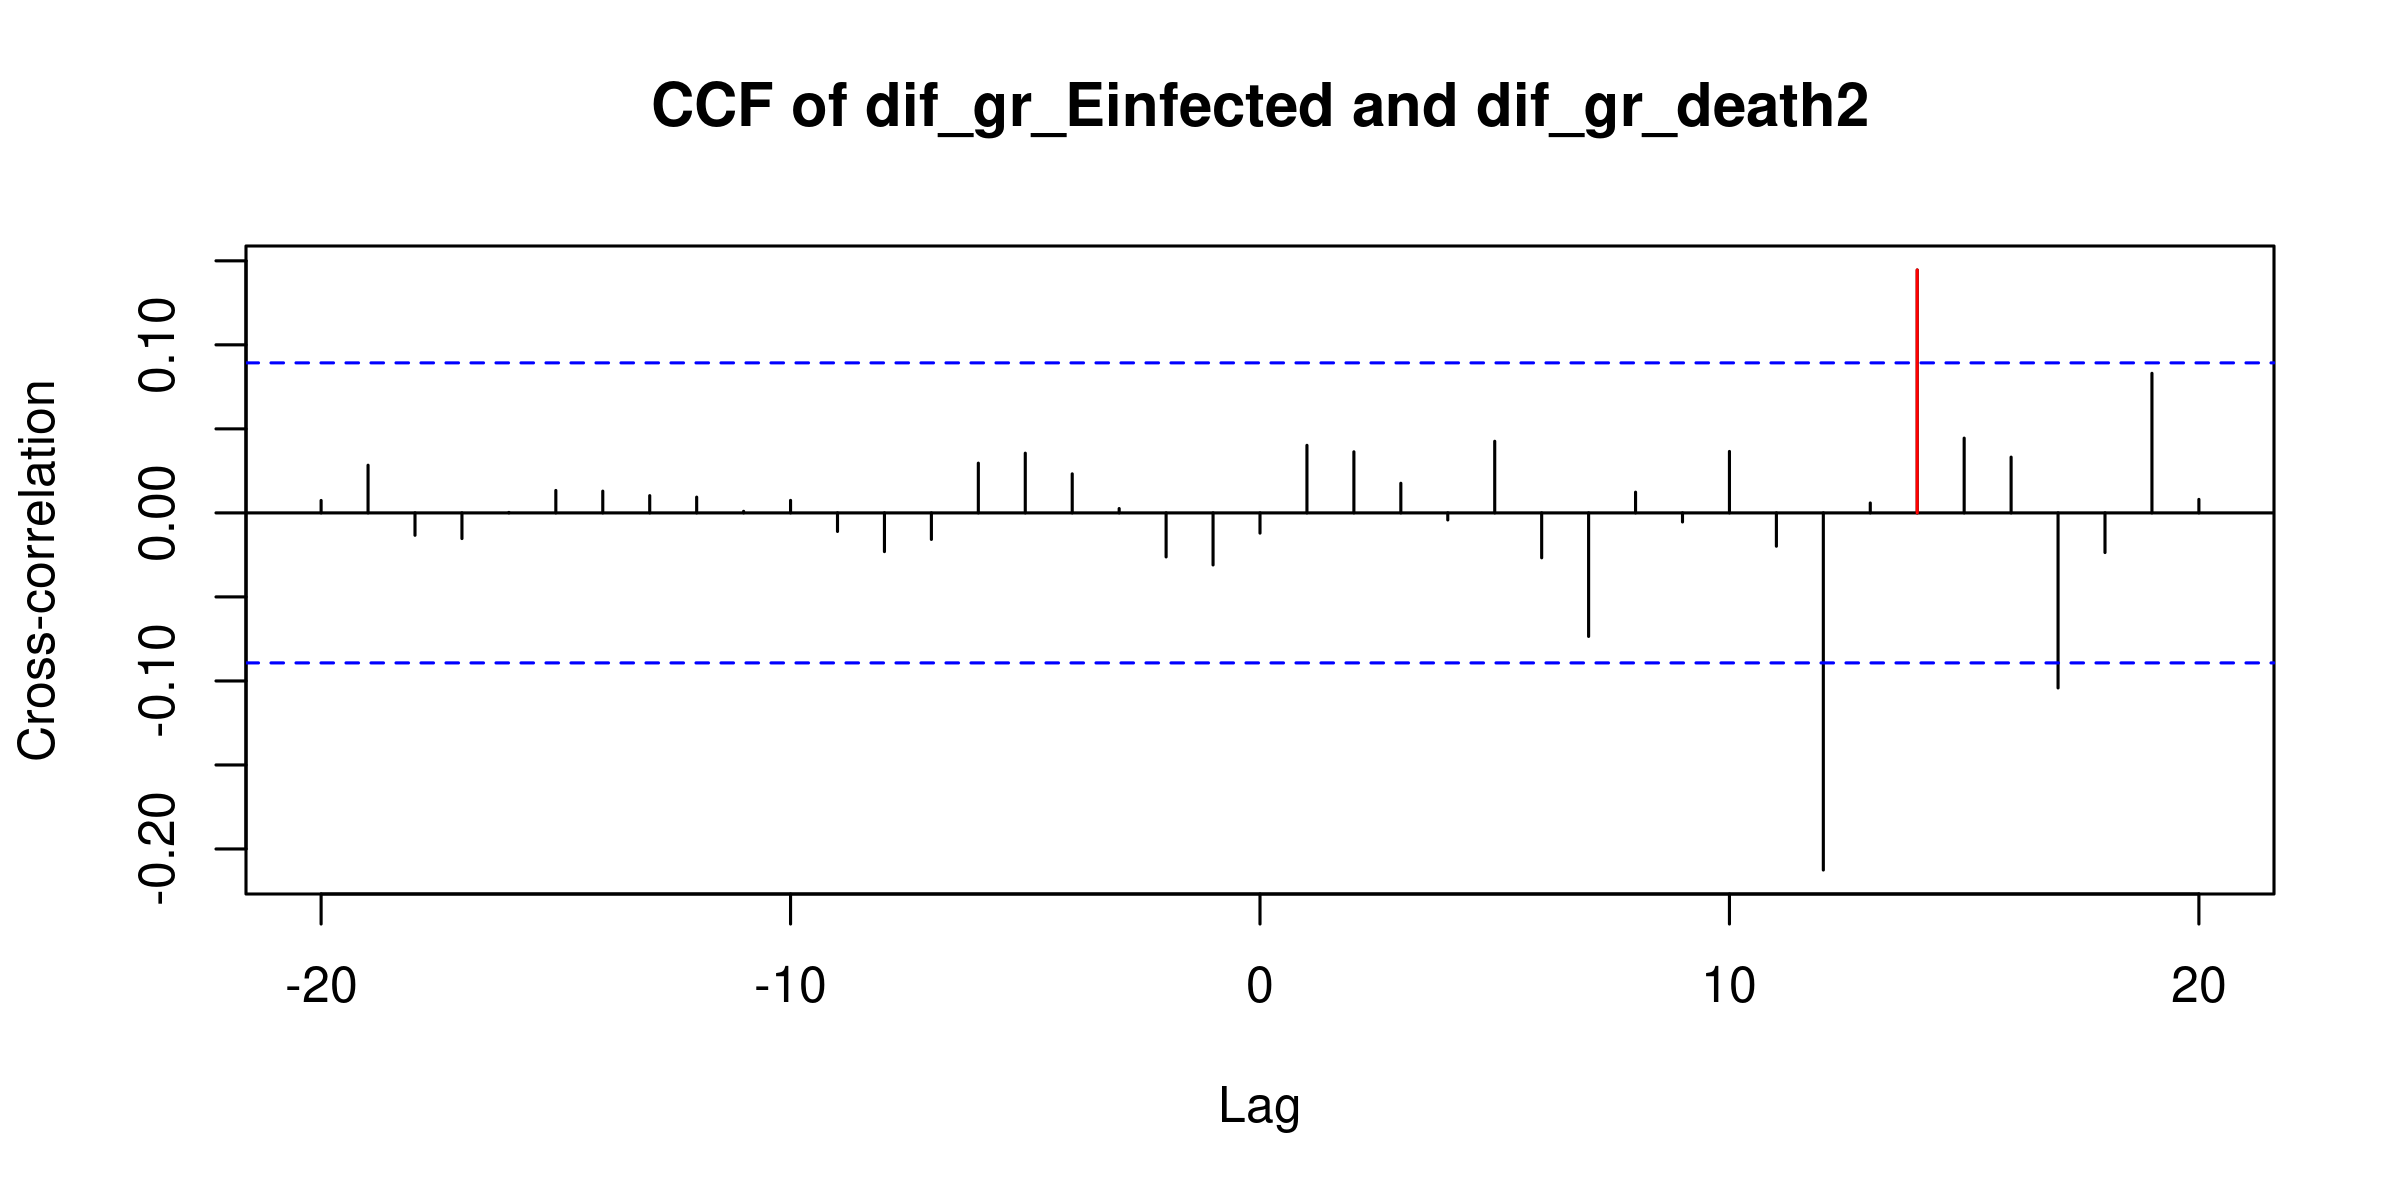 CCF of dif_gr_Einfected and dif_gr_death2
Cross-correlation
0.10
0.00
-0.10
-0.20
-20 -10 0 10 20
Lag